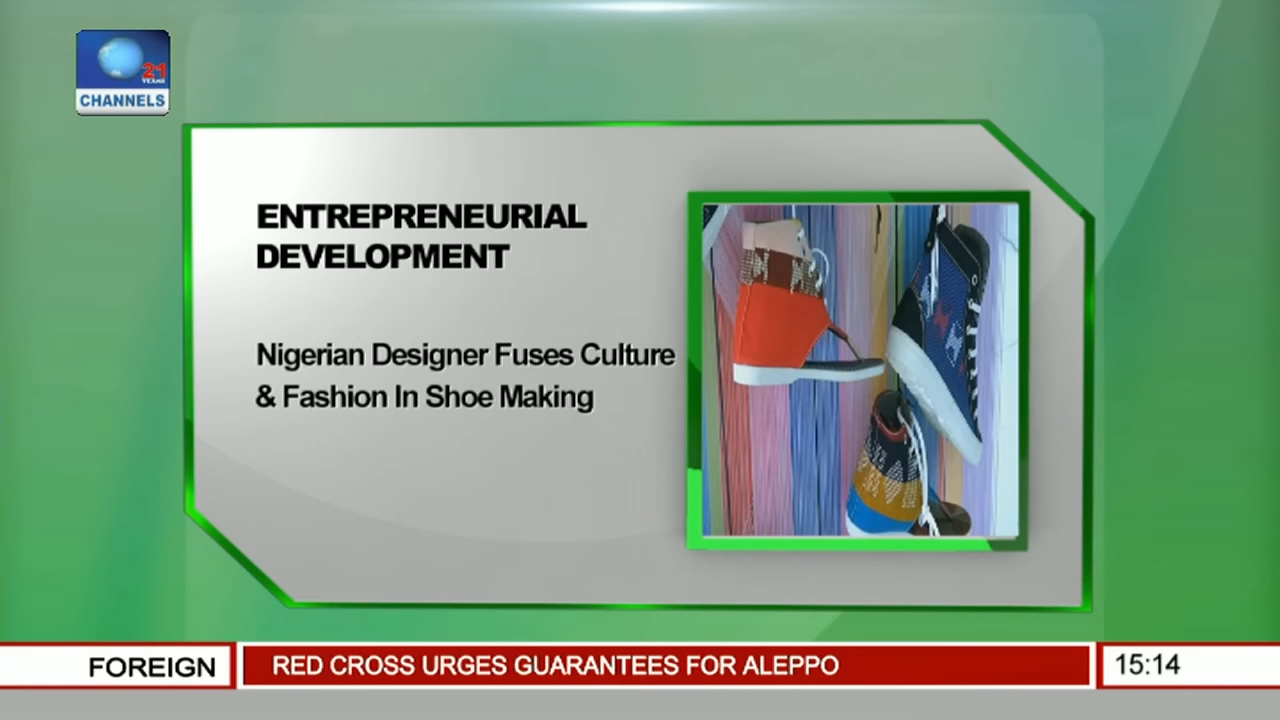 21
YEARS
CHANNELS
ENTREPRENEURIAL
DEVELOPMENT
Nigerian Designer Fuses Culture
& Fashion In Shoe Making
FOREIGN
RED CROSS URGES GUARANTEES FOR ALEPPO
15:14